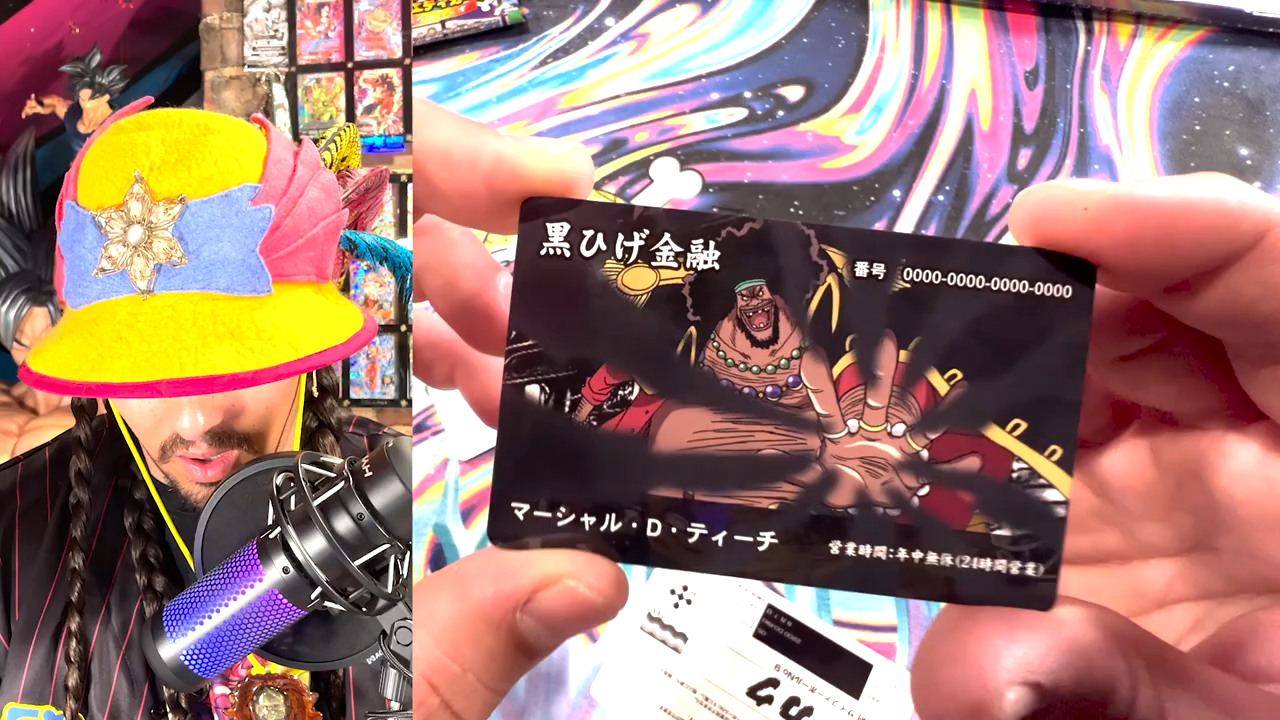 黒ひげ金融
番号 0000-0000-0000-0000
マーシャル・D・ティーチ
営業時間:年中無休(24時間営業)